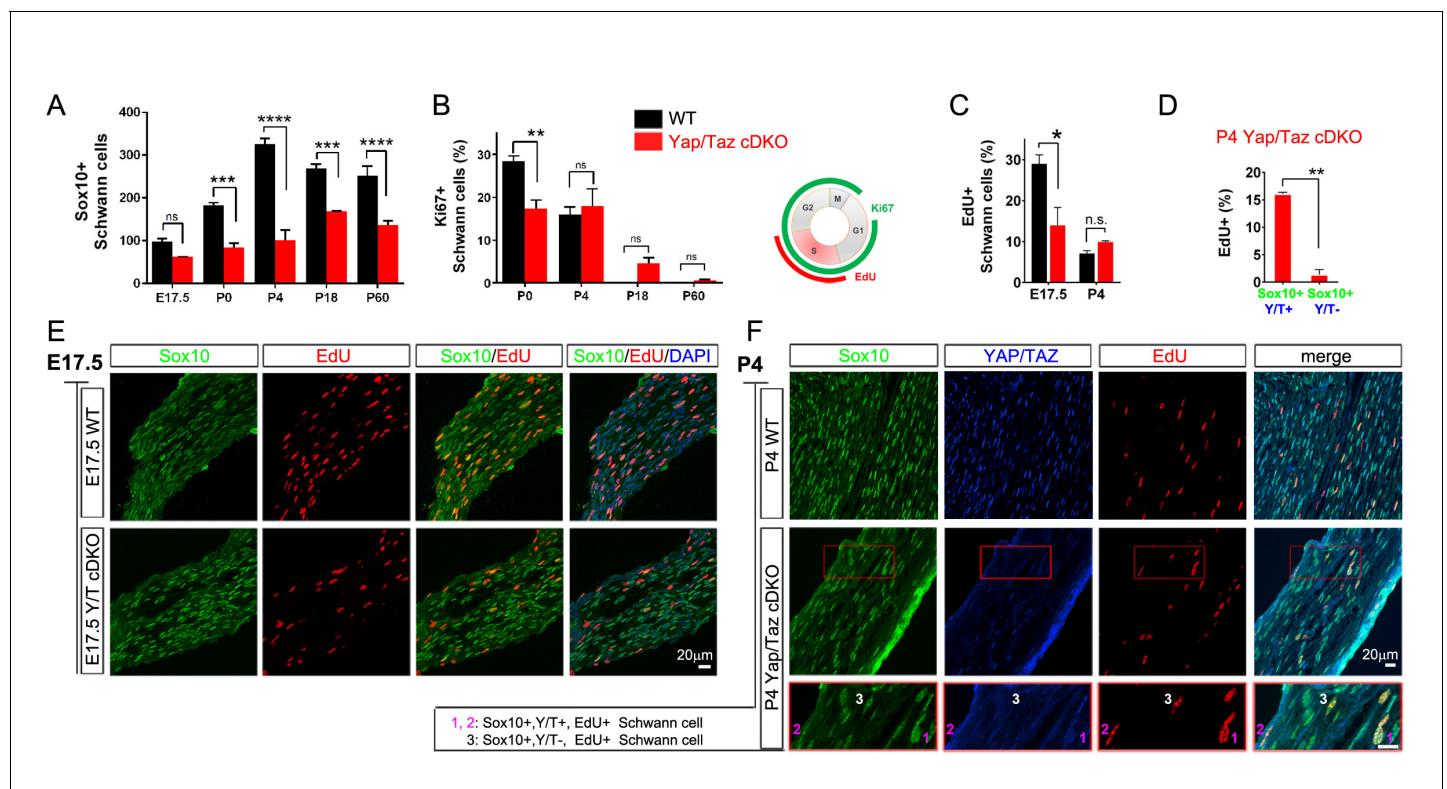 A
Sox10+
Schwann cells
400
300
200
100
0
ns
***
****
***
****
E17.5 P0 P4 P18 P60
B
Ki67+
Schwann cells (%)
30
20
10
0
**
ns
ns
ns
P0 P4 P18 P60
WT
Yap/Taz cDKO
M
G2
G1
S
Ki67
EdU
C
EdU+
Schwann cells (%)
30
20
10
0
*
n.s.
E17.5 P4
D
P4 Yap/Taz cDKO
EdU+ (%)
20
15
10
5
0
**
Sox10+ Sox10+
Y/T+ Y/T-
E
E17.5
Sox10 EdU Sox10/EdU Sox10/EdU/DAPI
E17.5 WT
E17.5 Y/T cDKO
20μm
F
P4
Sox10 YAP/TAZ EdU merge
P4 WT
P4 Yap/Taz cDKO
20μm
3 3 3 3
2 2 2 2
1 1 1 1
1, 2: Sox10+,Y/T+, EdU+ Schwann cell
3: Sox10+,Y/T-, EdU+ Schwann cell